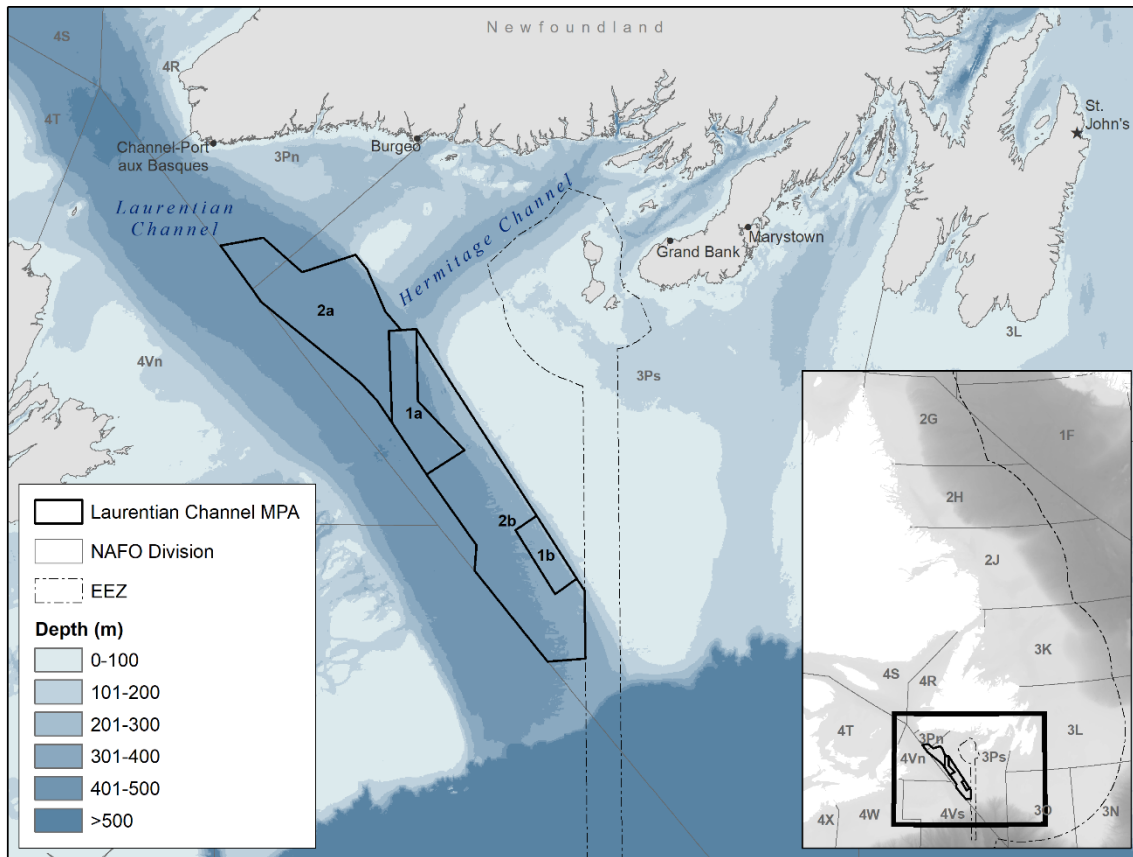 Newfoundland
4S
4R
4T
St.
John's
Channel-Port
aux Basques
Burgeo
3Pn
Laurentian
Channel
Hermitage Channel
Marystown
Grand Bank
2a
3L
4Vn
3Ps
1a
2b
1b
Laurentian Channel MPA
NAFO Division
EEZ
Depth (m)
0-100
101-200
201-300
301-400
401-500
>500
2G
1F
2H
2J
3K
4S
4R
4T
3Pn
3L
4Vn
3Ps
4X
4W
4Vs
3O
3N